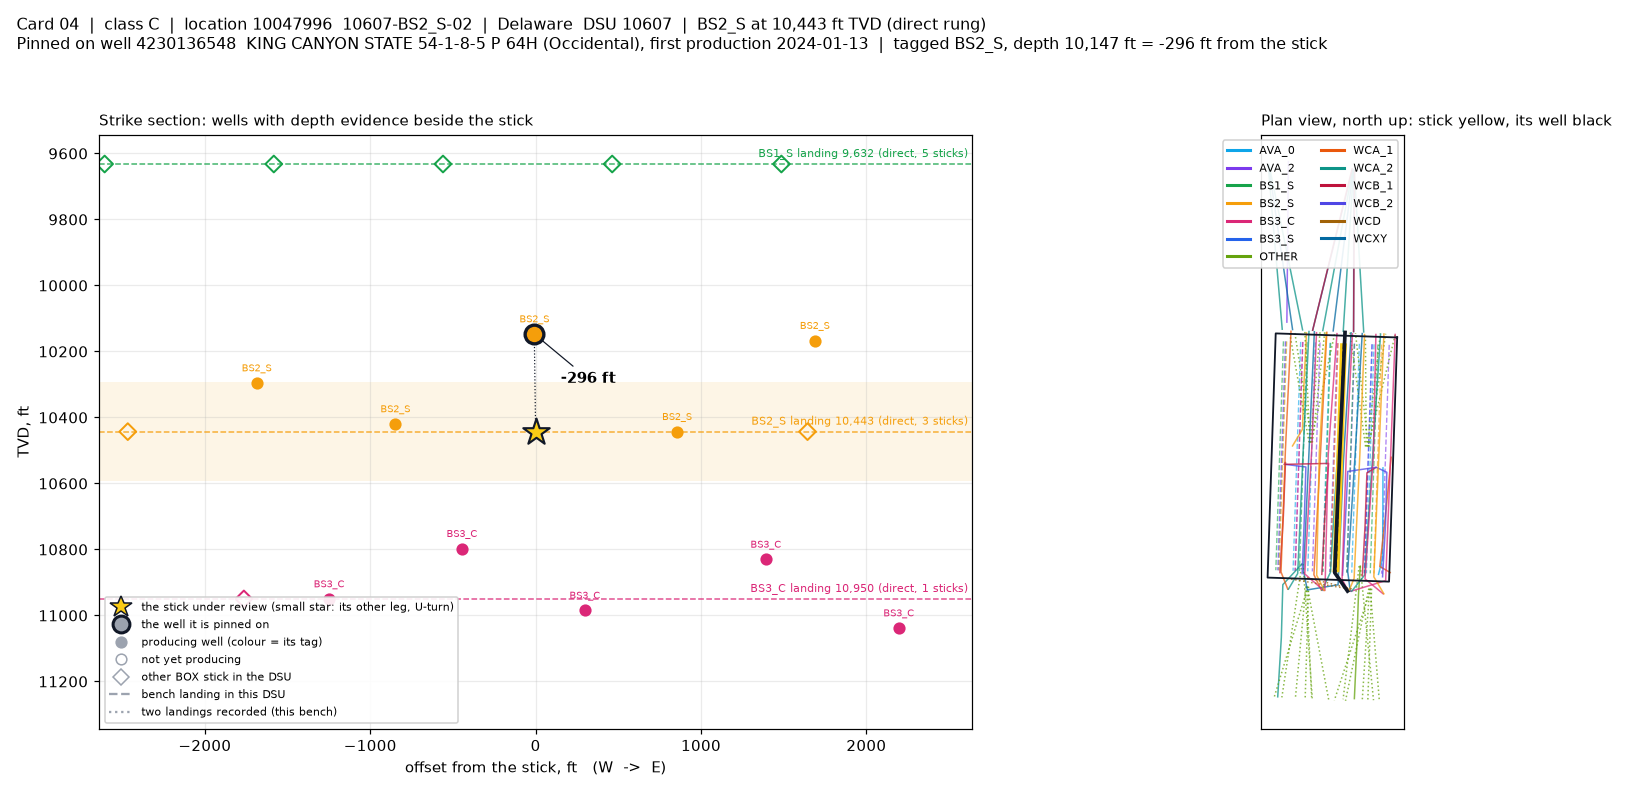 Card 04 | class C | location 10047996 10607-BS2_S-02 | Delaware DSU 10607 | BS2_S at 10,443 ft TVD (direct rung)
Pinned on well 4230136548 KING CANYON STATE 54-1-8-5 P 64H (Occidental), first production 2024-01-13 | tagged BS2_S, depth 10,147 ft = -296 ft from the stick
Strike section: wells with depth evidence beside the stick
BS1_S landing 9,632 (direct, 5 sticks)
BS2_S
BS2_S
BS2_S
-296 ft
BS2_S
BS2_S
BS2_S landing 10,443 (direct, 3 sticks)
BS3_C
BS3_C
BS3_C
BS3_C landing 10,950 (direct, 1 sticks)
BS3_C
BS3_C
the stick under review (small star: its other leg, U-turn)
the well it is pinned on
producing well (colour = its tag)
not yet producing
other BOX stick in the DSU
bench landing in this DSU
two landings recorded (this bench)
9600
9800
10000
10200
10400
10600
10800
11000
11200
TVD, ft
−2000
−1000
0
1000
2000
offset from the stick, ft (W -> E)
Plan view, north up: stick yellow, its well black
AVA_0
AVA_2
BS1_S
BS2_S
BS3_C
BS3_S
OTHER
WCA_1
WCA_2
WCB_1
WCB_2
WCD
WCXY